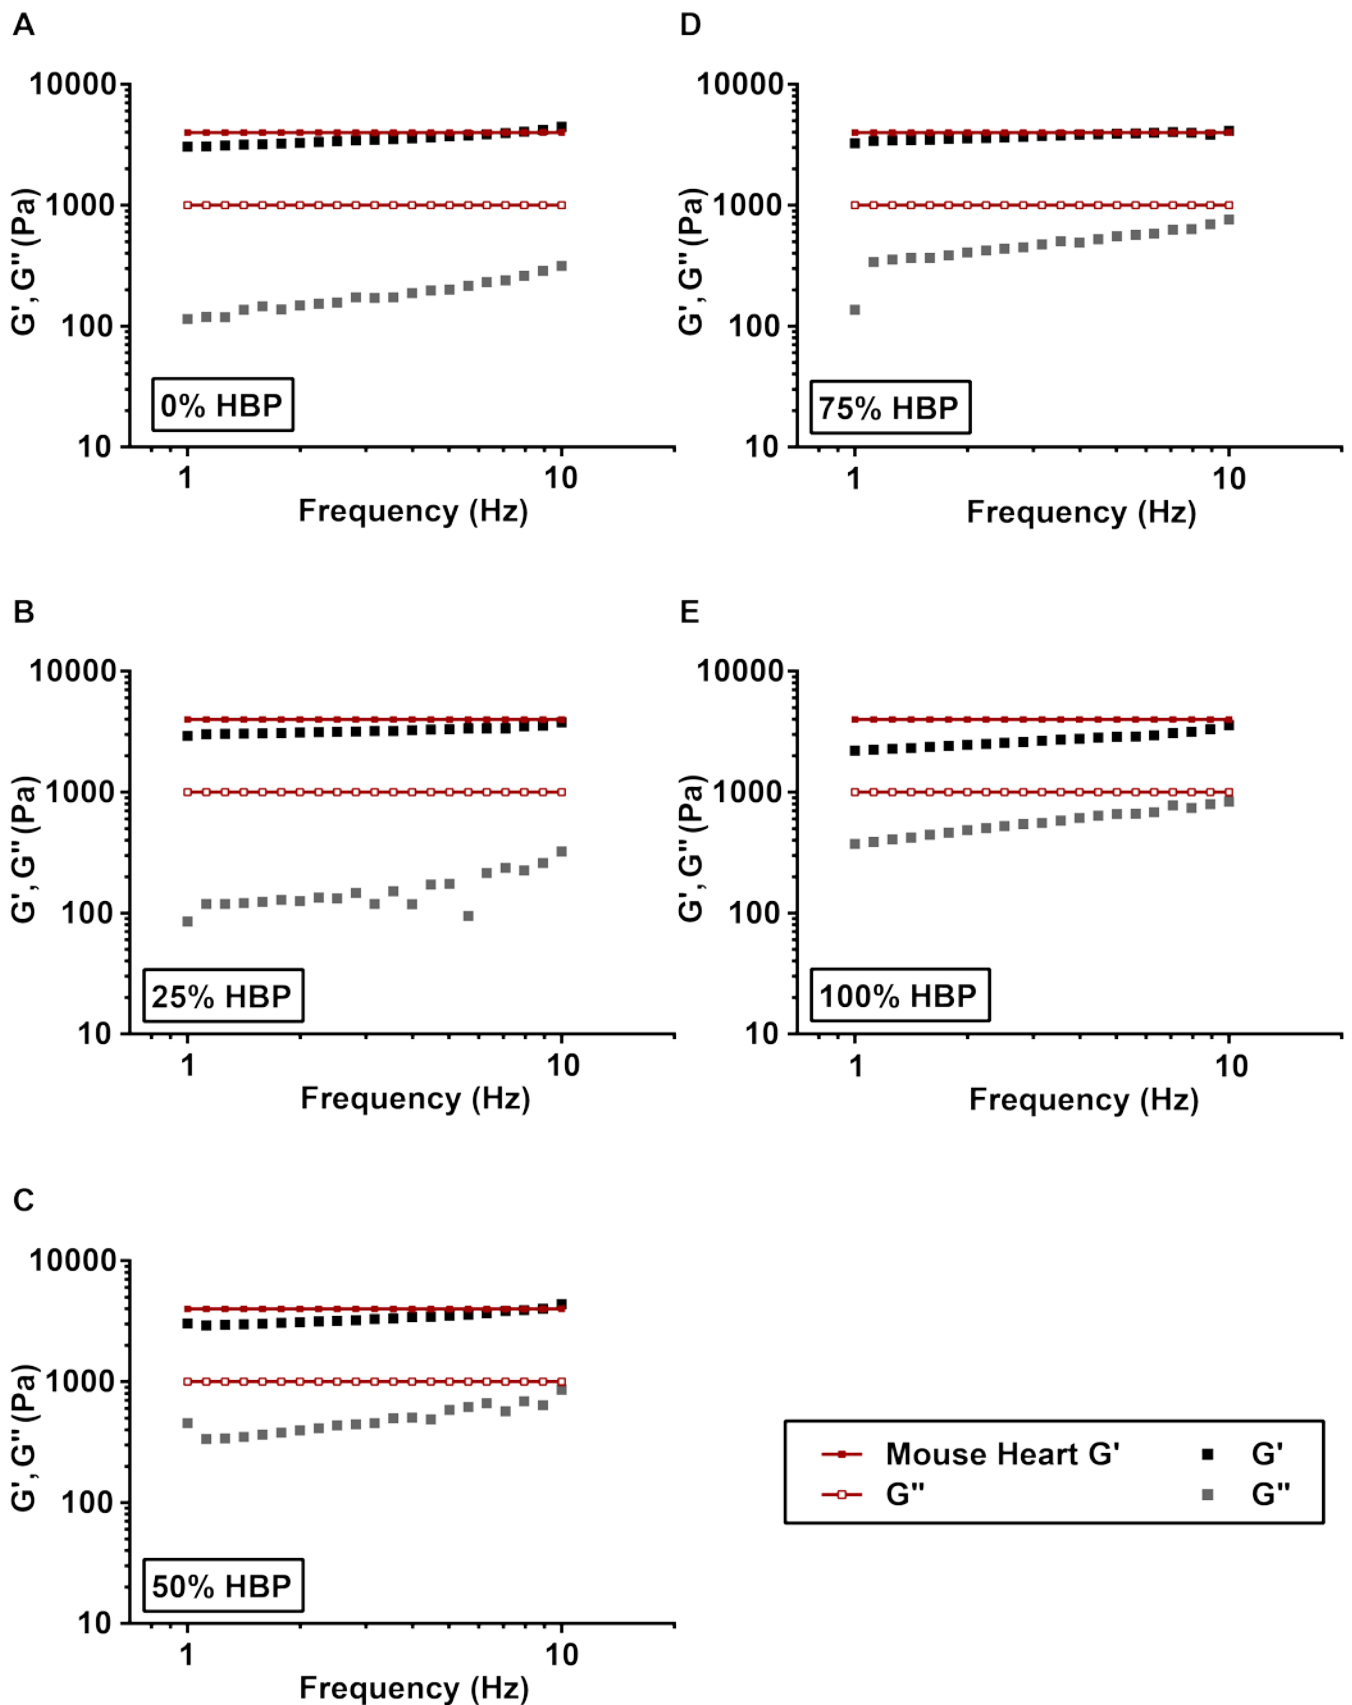 A
10000
1000
100
10
G', G" (Pa)
0% HBP
1 10
Frequency (Hz)
D
10000
1000
100
10
G', G" (Pa)
75% HBP
1 10
Frequency (Hz)
B
10000
1000
100
10
G', G" (Pa)
25% HBP
1 10
Frequency (Hz)
E
10000
1000
100
10
G', G" (Pa)
100% HBP
1 10
Frequency (Hz)
C
10000
1000
100
10
G', G" (Pa)
50% HBP
1 10
Frequency (Hz)
Mouse Heart G' G'
G" G"